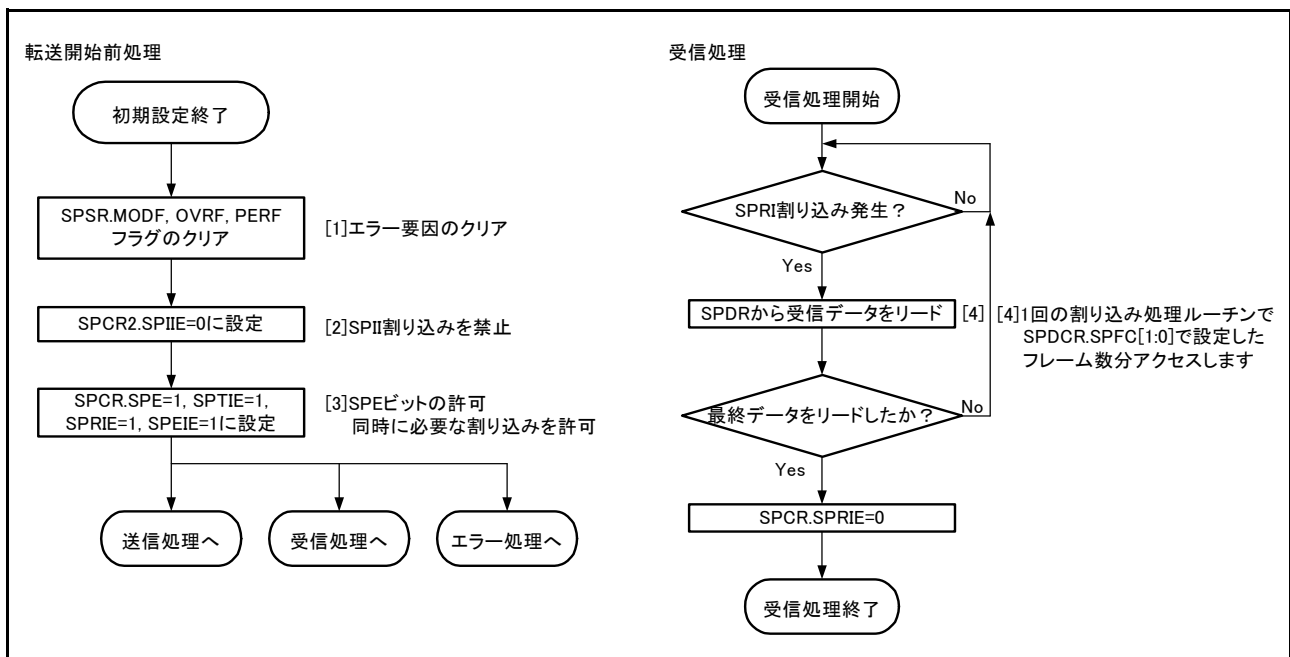 転送開始前処理
初期設定終了
SPSR.MODF, OVRF, PERF
フラグのクリア
[1]エラー要因のクリア
SPCR2.SPIIE=0に設定
[2]SPII割り込みを禁止
SPCR.SPE=1, SPTIE=1,
SPRIE=1, SPEIE=1に設定
[3]SPEビットの許可
同時に必要な割り込みを許可
送信処理へ
受信処理へ
エラー処理へ
受信処理
受信処理開始
SPRI割り込み発生?
No
Yes
SPDRから受信データをリード
[4]
[4]1回の割り込み処理ルーチンで
SPDCR.SPFC[1:0]で設定した
フレーム数分アクセスします
最終データをリードしたか?
No
Yes
SPCR.SPRIE=0
受信処理終了